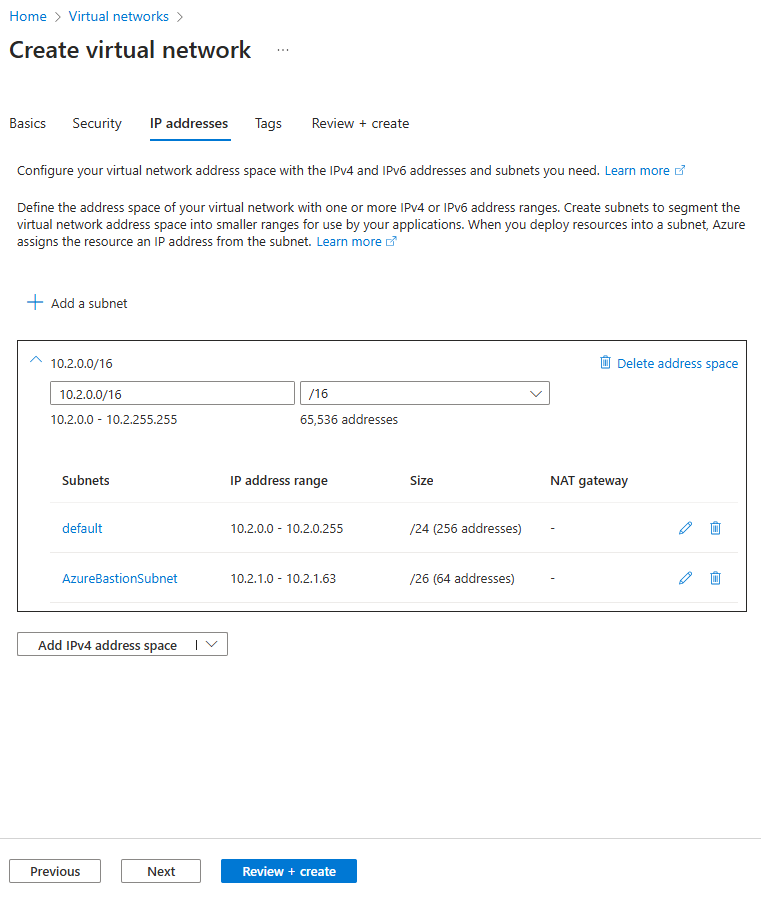 Home > Virtual networks >
Create virtual network ...
Basics Security IP addresses Tags Review + create
Configure your virtual network address space with the IPv4 and IPv6 addresses and subnets you need. Learn more
Define the address space of your virtual network with one or more IPv4 or IPv6 address ranges. Create subnets to segment the
virtual network address space into smaller ranges for use by your applications. When you deploy resources into a subnet, Azure
assigns the resource an IP address from the subnet. Learn more
+ Add a subnet
10.2.0.0/16 Delete address space
10.2.0.0/16 /16
10.2.0.0 - 10.2.255.255 65,536 addresses
Subnets IP address range Size NAT gateway
default 10.2.0.0 - 10.2.0.255 /24 (256 addresses) -
AzureBastionSubnet 10.2.1.0 - 10.2.1.63 /26 (64 addresses) -
Add IPv4 address space |
Previous Next Review + create